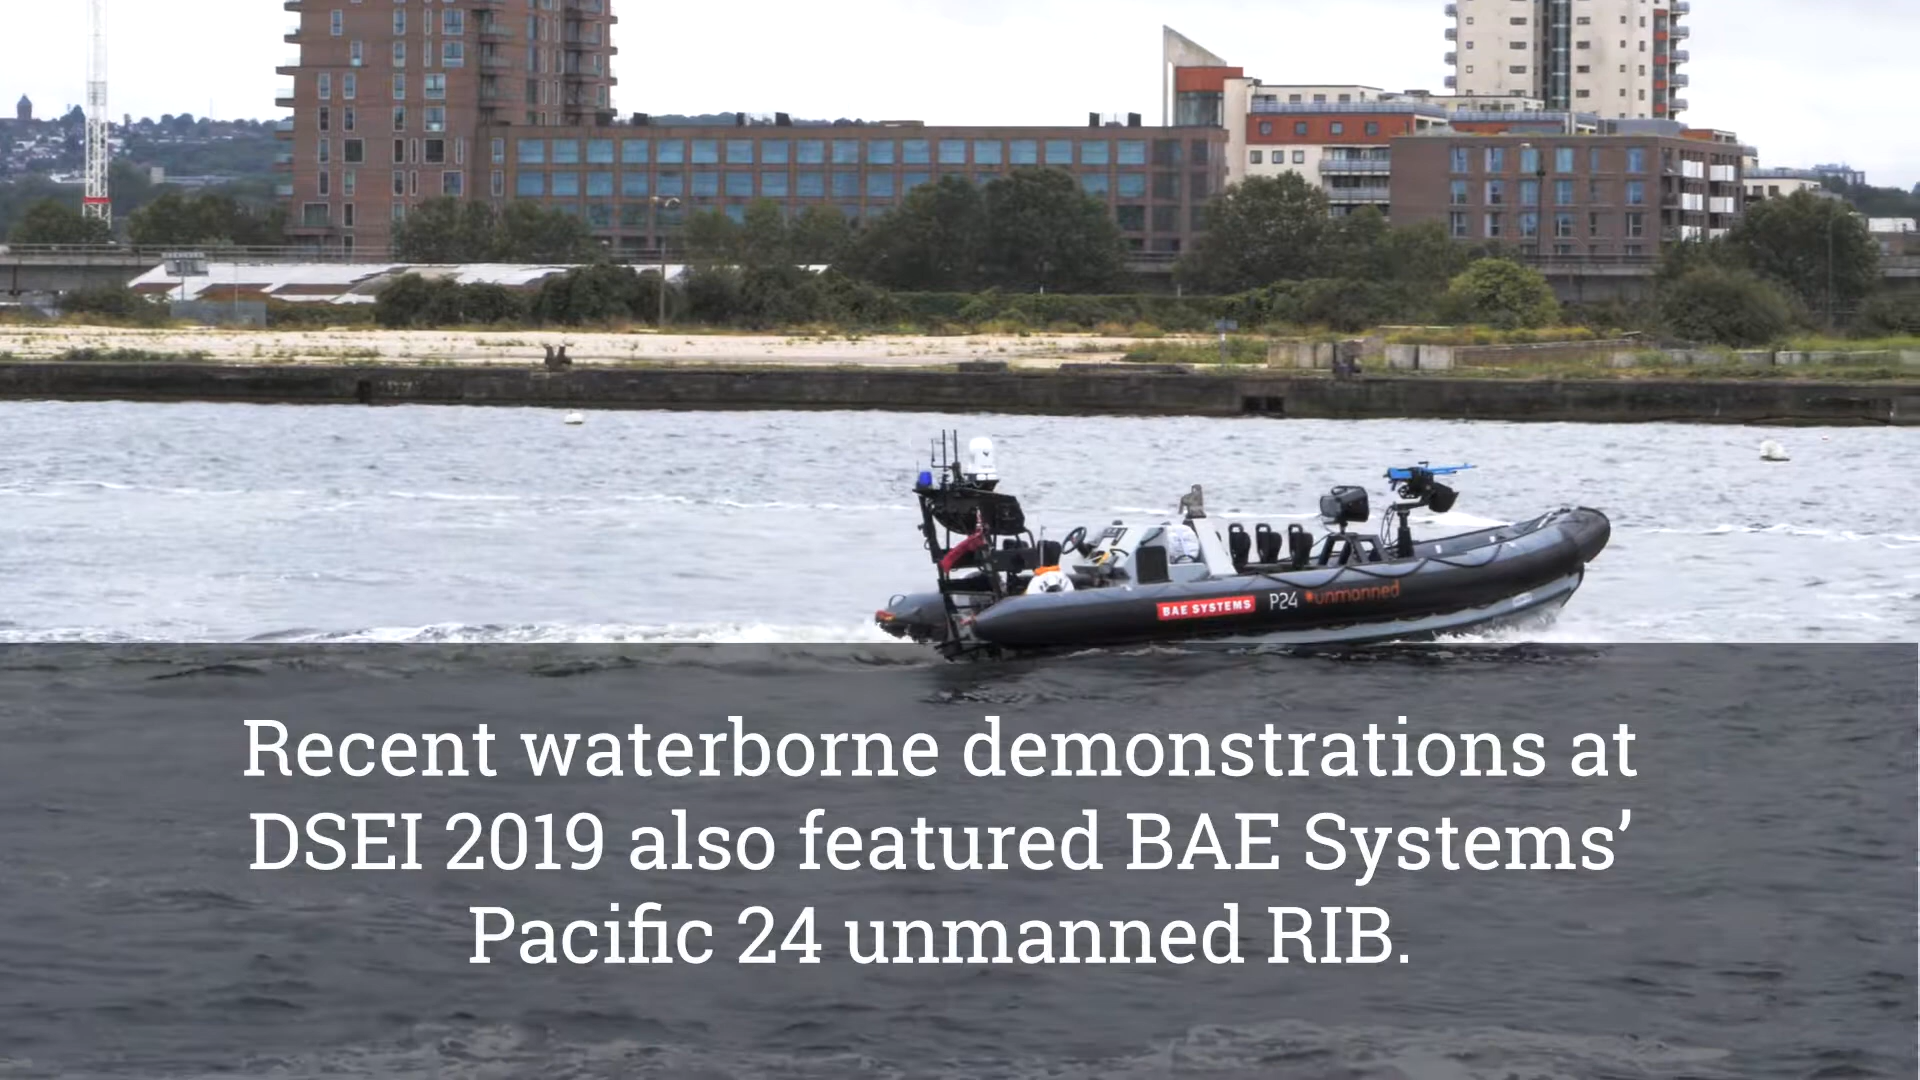 BAE SYSTEMS P24 unmanned
Recent waterborne demonstrations at
DSEI 2019 also featured BAE Systems’
Pacific 24 unmanned RIB.